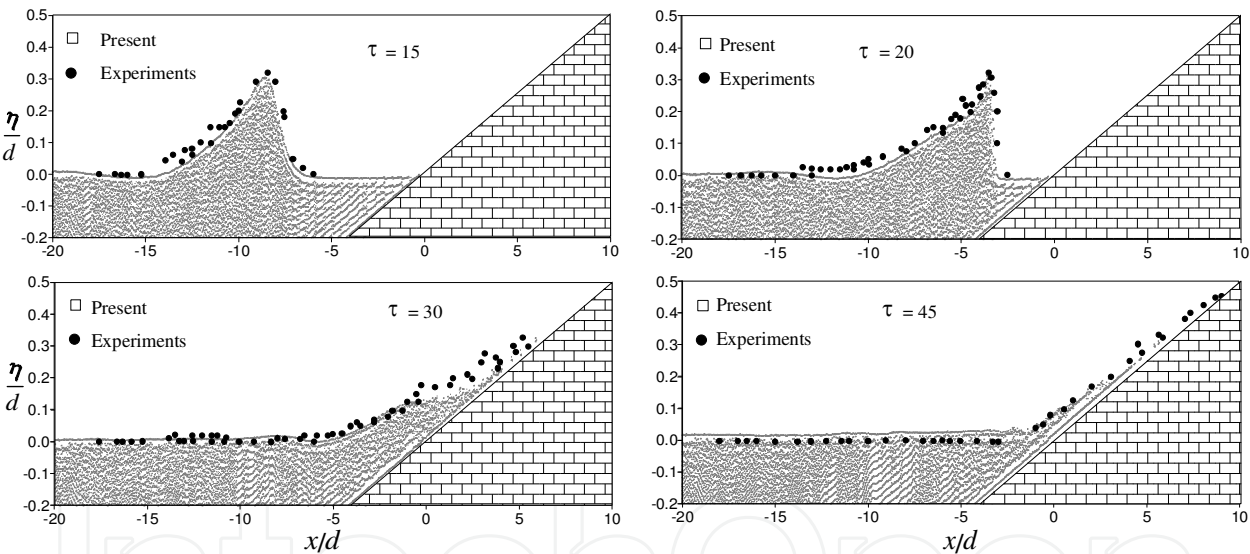 0.5
0.4
0.3
0.2
0.1
0.0
-0.1
-0.2
η
d
□ Present
● Experiments
τ = 15
-20 -15 -10 -5 0 5 10
0.5
0.4
0.3
0.2
0.1
0.0
-0.1
-0.2
□ Present
● Experiments
τ = 20
-20 -15 -10 -5 0 5 10
0.5
0.4
0.3
0.2
0.1
0.0
-0.1
-0.2
η
d
□ Present
● Experiments
τ = 30
-20 -15 -10 -5 0 5 10
x/d
0.5
0.4
0.3
0.2
0.1
0.0
-0.1
-0.2
□ Present
● Experiments
τ = 45
-20 -15 -10 -5 0 5 10
x/d